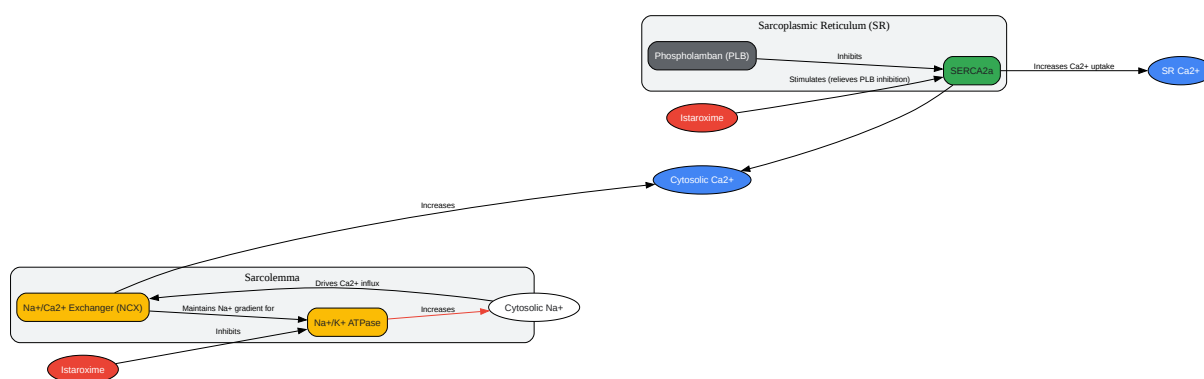 Sarcoplasmic Reticulum (SR)
Phospholamban (PLB)
Inhibits
SERCA2a
Increases Ca2+ uptake
SR Ca2+
Stimulates (relieves PLB inhibition)
Istaroxime
Cytosolic Ca2+
Increases
Sarcolemma
Drives Ca2+ influx
Na+/Ca2+ Exchanger (NCX)
Maintains Na+ gradient for
Increases
Cytosolic Na+
Na+/K+ ATPase
Inhibits
Istaroxime